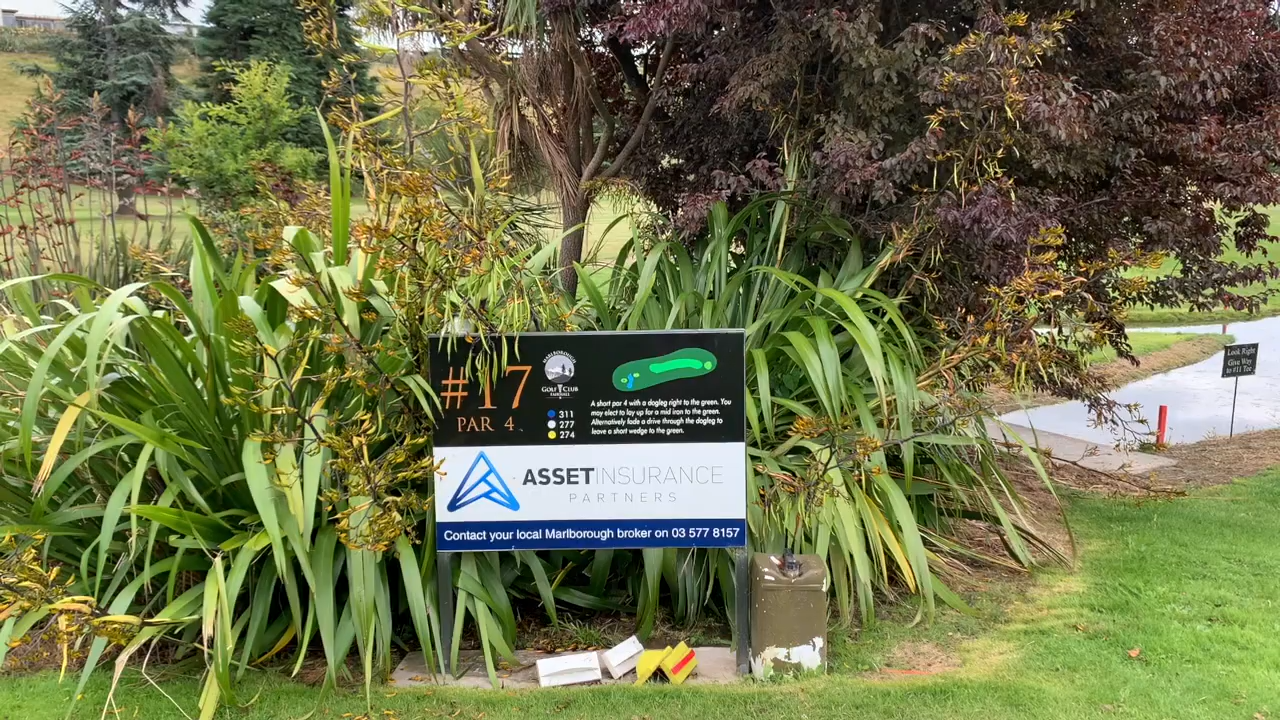 #17
PAR 4
MARLBOROUGH
GOLF CLUB
FAIRHALL
311
277
274
A short par 4 with a dogleg right to the green. You
may elect to lay up for a mid iron to the green.
Alternatively fade a drive through the dogleg to
leave a short wedge to the green.
ASSET INSURANCE
PARTNERS
Contact your local Marlborough broker on 03 577 8157
Look Right
Give Way
to #11 Tee